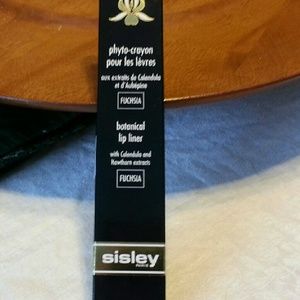 phyto-crayon
pour les lèvres
aux extraits de Calendula
et d'Aubépine
FUCHSIA
botanical
lip liner
with Calendula and
Hawthorn extracts
FUCHSIA
sisley
PARIS